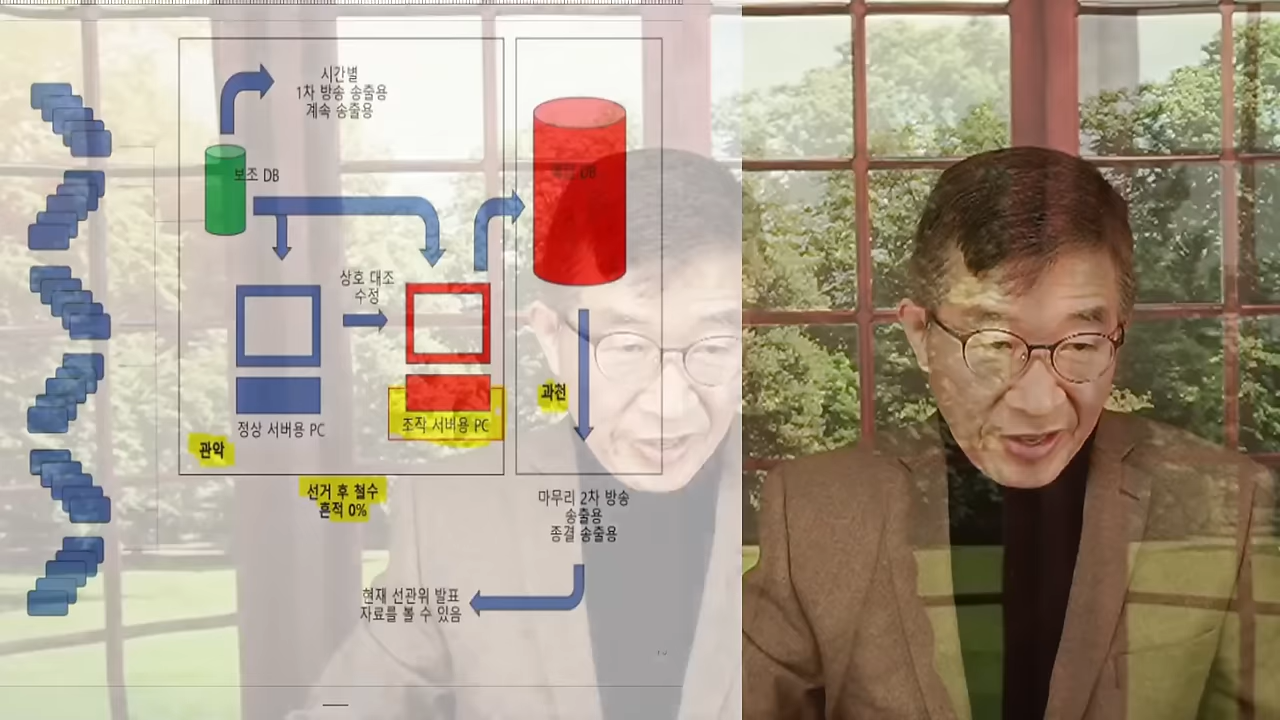 시간별
1차 방송 송출용
계속 송출용
보조 DB
DB
상호 대조
수정
과천
조작 서버용 PC
정상 서버용 PC
관악
선거 후 철수
흔적 0%
마무리 2차 방송
송출용
종결 송출용
현재 선관위 발표
자료를 볼 수 있음